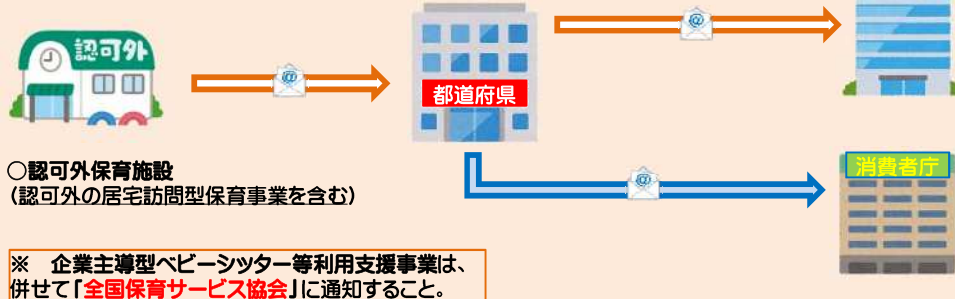 認可外
都道府県
消費者庁
○認可外保育施設
(認可外の居宅訪問型保育事業を含む)
※　企業主導型ベビーシッター等利用支援事業は、
併せて「全国保育サービス協会」に通知すること。